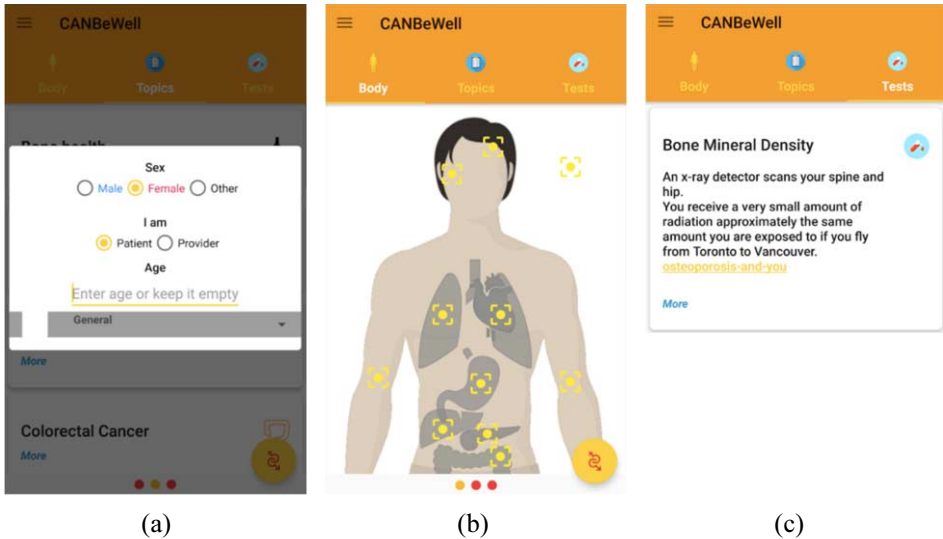 CANBeWell
Body
Topics
Tests
Bone health
Sex
Male
Female
Other
I am
Patient
Provider
Age
Enter age or keep it empty
General
More
Colorectal Cancer
More
(a)
CANBeWell
Body
Topics
Tests
(b)
CANBeWell
Body
Topics
Tests
Bone Mineral Density
An x-ray detector scans your spine and
hip.
You receive a very small amount of
radiation approximately the same
amount you are exposed to if you fly
from Toronto to Vancouver.
osteoporosis-and-you
More
(c)